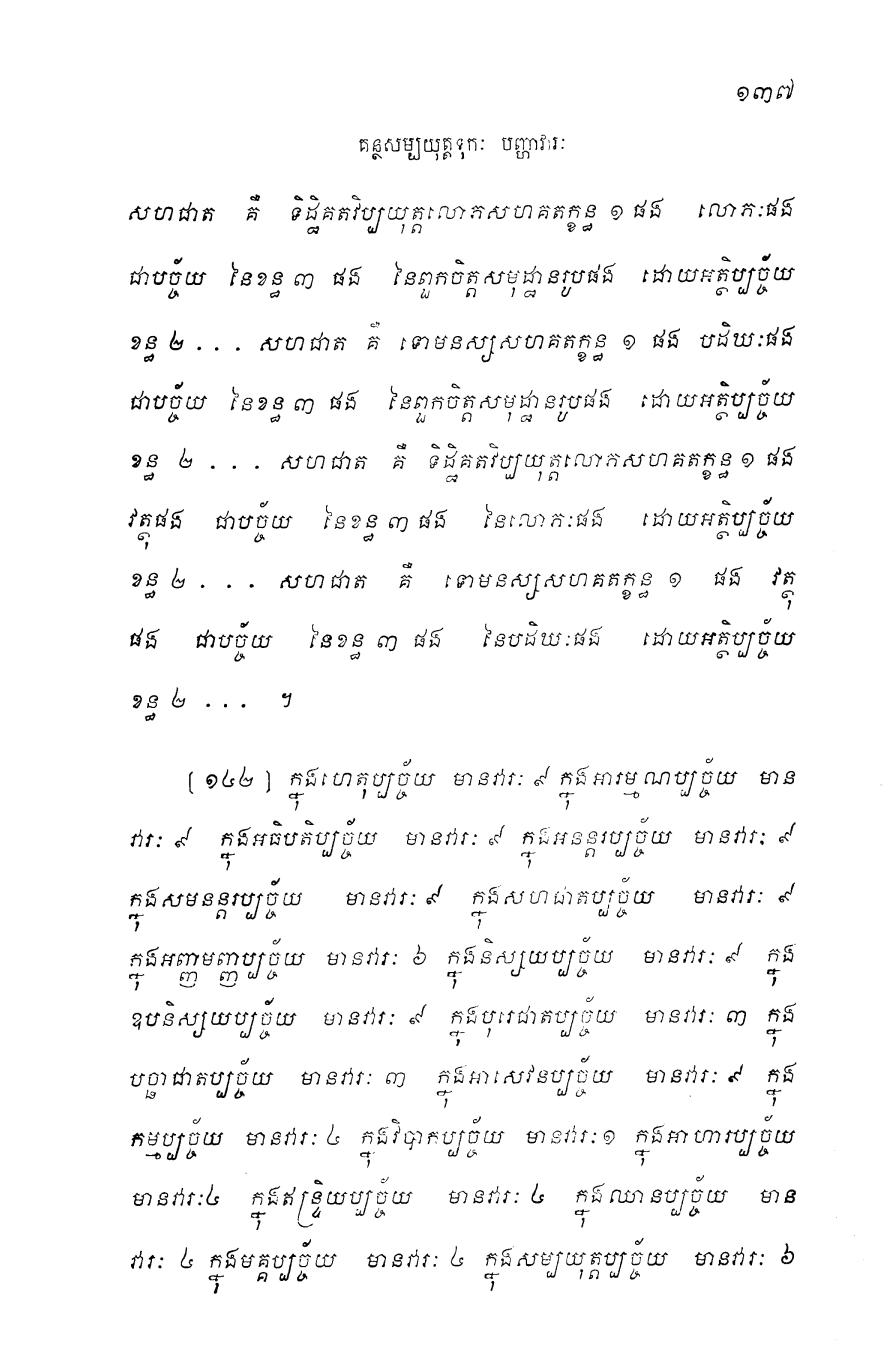 ១៣៧
គន្ថសម្បយុត្តទុកៈ បញ្ហាវារៈ
សហជាត គឺ ទិដ្ឋិគតវិប្បយុត្តលោភសហគតក្ខន្ធ ១ ផង លោភៈផង
ជាបច្ច័យ នៃខន្ធ ៣ ផង នៃពួកចិត្តសមុដ្ឋានរូបផង ដោយអត្ថិប្បច្ច័យ
ខន្ធ ២ . . . សហជាត គឺ ទោមនស្សសហគតក្ខន្ធ ១ ផង បដិឃៈផង
ជាបច្ច័យ នៃខន្ធ ៣ ផង នៃពួកចិត្តសមុដ្ឋានរូបផង ដោយអត្ថិប្បច្ច័យ
ខន្ធ ២ . . . សហជាត គឺ ទិដ្ឋិគតវិប្បយុត្តលោភសហគតក្ខន្ធ ១ ផង
វត្ថុផង ជាបច្ច័យ នៃខន្ធ ៣ ផង នៃលោភៈផង ដោយអត្ថិប្បច្ច័យ
ខន្ធ ២ . . . សហជាត គឺ ទោមនស្សសហគតក្ខន្ធ ១ ផង វត្ថុ
ផង ជាបច្ច័យ នៃខន្ធ ៣ ផង នៃបដិឃៈផង ដោយអត្ថិប្បច្ច័យ
ខន្ធ ២ . . . ។
[ ១៤២ ] ក្នុងហេតុប្បច្ច័យ មានវារៈ ៩ ក្នុងអារម្មណប្បច្ច័យ មាន
វារៈ ៩ ក្នុងអធិបតិប្បច្ច័យ មានវារៈ ៩ ក្នុងអនន្តរប្បច្ច័យ មានវារៈ ៩
ក្នុងសមនន្តរប្បច្ច័យ មានវារៈ ៩ ក្នុងសហជាតប្បច្ច័យ មានវារៈ ៩
ក្នុងអញ្ញាមញ្ញប្បច្ច័យ មានវារៈ ៦ ក្នុងនិស្សយប្បច្ច័យ មានវារៈ ៩ ក្នុង
ឧបនិស្សយប្បច្ច័យ មានវារៈ ៩ ក្នុងបុរេជាតប្បច្ច័យ មានវារៈ ៣ ក្នុង
បច្ឆាជាតប្បច្ច័យ មានវារៈ ៣ ក្នុងអាសេវនប្បច្ច័យ មានវារៈ ៩ ក្នុង
កម្មប្បច្ច័យ មានវារៈ ៤ ក្នុងវិបាកប្បច្ច័យ មានវារៈ ១ ក្នុងអាហារប្បច្ច័យ
មានវារៈ ៤ ក្នុងឥន្ទ្រិយប្បច្ច័យ មានវារៈ ៤ ក្នុងឈានប្បច្ច័យ មាន
វារៈ ៤ ក្នុងមគ្គប្បច្ច័យ មានវារៈ ៤ ក្នុងសម្បយុត្តប្បច្ច័យ មានវារៈ ៦